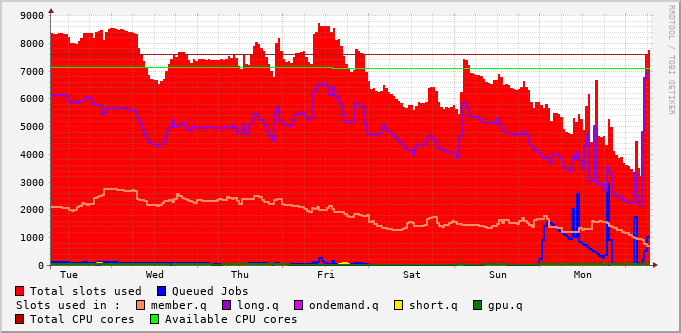 9000
8000
7000
6000
5000
4000
3000
2000
1000
0
Tue Wed Thu Fri Sat Sun Mon
RRDTOOL / TOBI OETIKER
Total slots used Queued Jobs
Slots used in : member.q long.q ondemand.q short.q gpu.q
Total CPU cores Available CPU cores